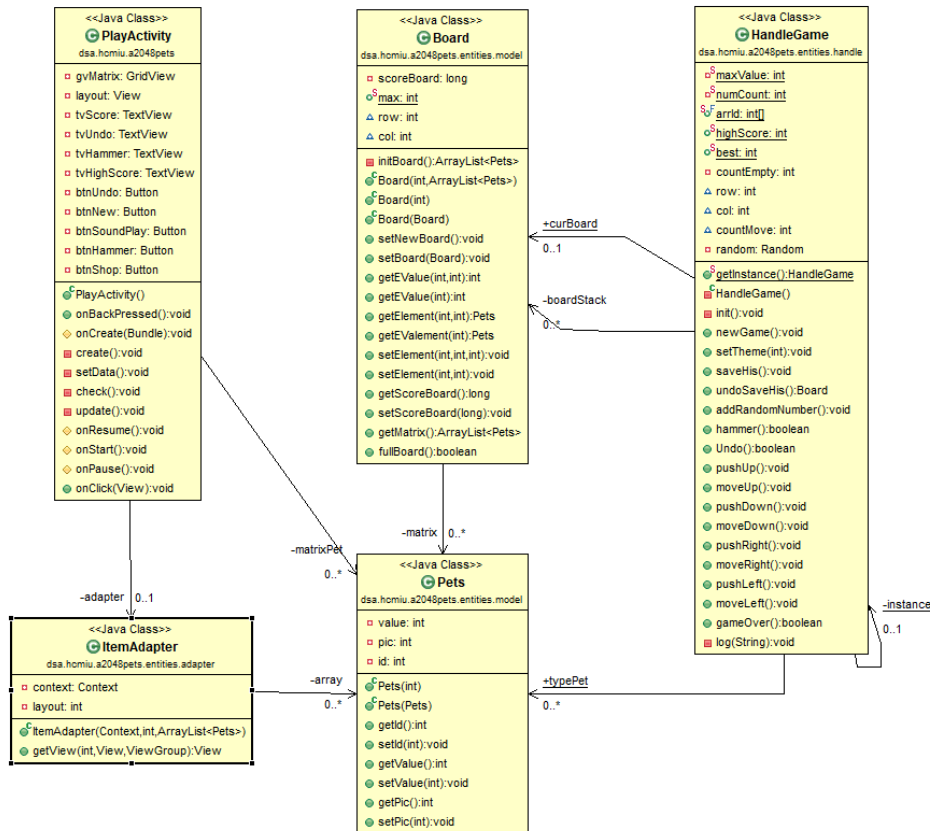 <<Java Class>>
PlayActivity
dsa.hcmiu.a2048pets
gvMatrix: GridView
layout: View
tvScore: TextView
tvUndo: TextView
tvHammer: TextView
tvHighScore: TextView
btnUndo: Button
btnNew: Button
btnSoundPlay: Button
btnHammer: Button
btnShop: Button
PlayActivity()
onBackPressed():void
onCreate(Bundle):void
create():void
setData():void
check():void
update():void
onResume():void
onStart():void
onPause():void
onClick(View):void
<<Java Class>>
Board
dsa.hcmiu.a2048pets.entities.model
scoreBoard: long
max: int
row: int
col: int
initBoard():ArrayList<Pets>
Board(int,ArrayList<Pets>)
Board(int)
Board(Board)
setNewBoard():void
setBoard(Board):void
getEValue(int,int):int
getEValue(int):int
getElement(int,int):Pets
getEValement(int):Pets
setElement(int,int,int):void
setElement(int,int):void
getScoreBoard():long
setScoreBoard(long):void
getMatrix():ArrayList<Pets>
fullBoard():boolean
<<Java Class>>
HandleGame
dsa.hcmiu.a2048pets.entities.handle
maxValue: int
numCount: int
arrId: int[]
highScore: int
best: int
countEmpty: int
row: int
col: int
countMove: int
random: Random
getInstance():HandleGame
HandleGame()
init():void
newGame():void
setTheme(int):void
saveHis():void
undoSaveHis():Board
addRandomNumber():void
hammer():boolean
Undo():boolean
pushUp():void
moveUp():void
pushDown():void
moveDown():void
pushRight():void
moveRight():void
pushLeft():void
moveLeft():void
gameOver():boolean
log(String):void
+curBoard
0..1
-boardStack
0..*
-matrix
0..*
-matrixPet
0..*
-adapter
0..1
-instance
0..1
-array
0..*
+typePet
0..*
<<Java Class>>
ItemAdapter
dsa.hcmiu.a2048pets.entities.adapter
context: Context
layout: int
ItemAdapter(Context,int,ArrayList<Pets>)
getView(int,View,ViewGroup):View
<<Java Class>>
Pets
dsa.hcmiu.a2048pets.entities.model
value: int
pic: int
id: int
Pets(int)
Pets(Pets)
getId():int
setId(int):void
getValue():int
setValue(int):void
getPic():int
setPic(int):void